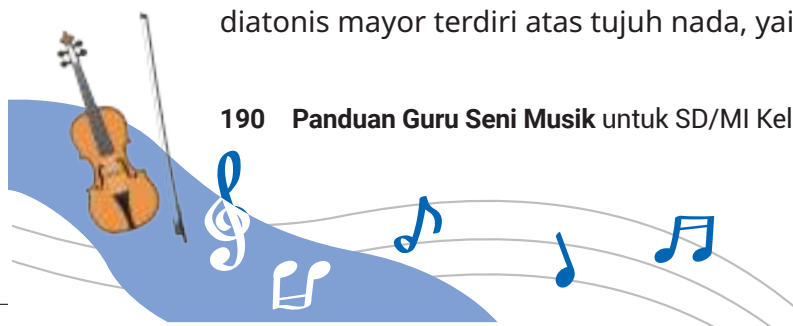 diatonis mayor terdiri atas tujuh nada, yai
190 Panduan Guru Seni Musik untuk SD/MI Kel